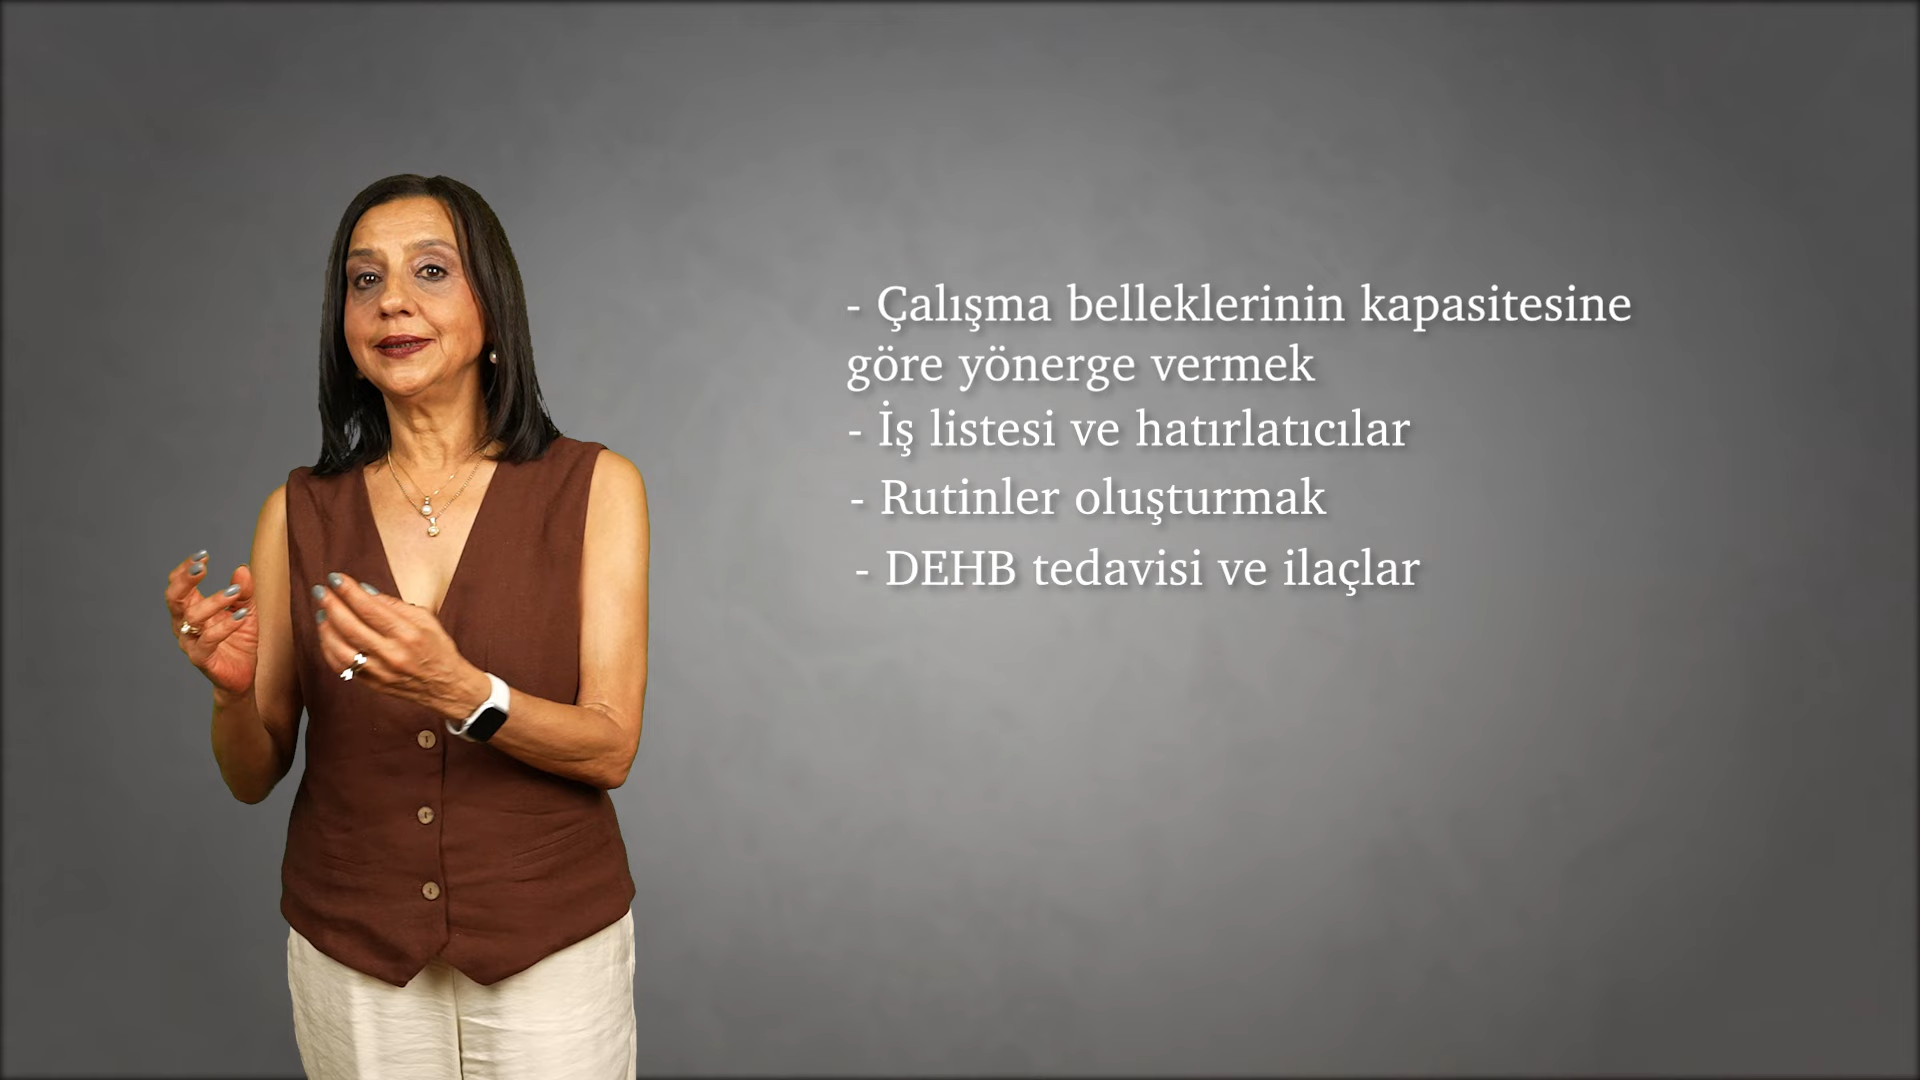 - Çalışma belleklerinin kapasitesine
göre yönerge vermek
- İş listesi ve hatırlatıcılar
- Rutinler oluşturmak
- DEHB tedavisi ve ilaçlar